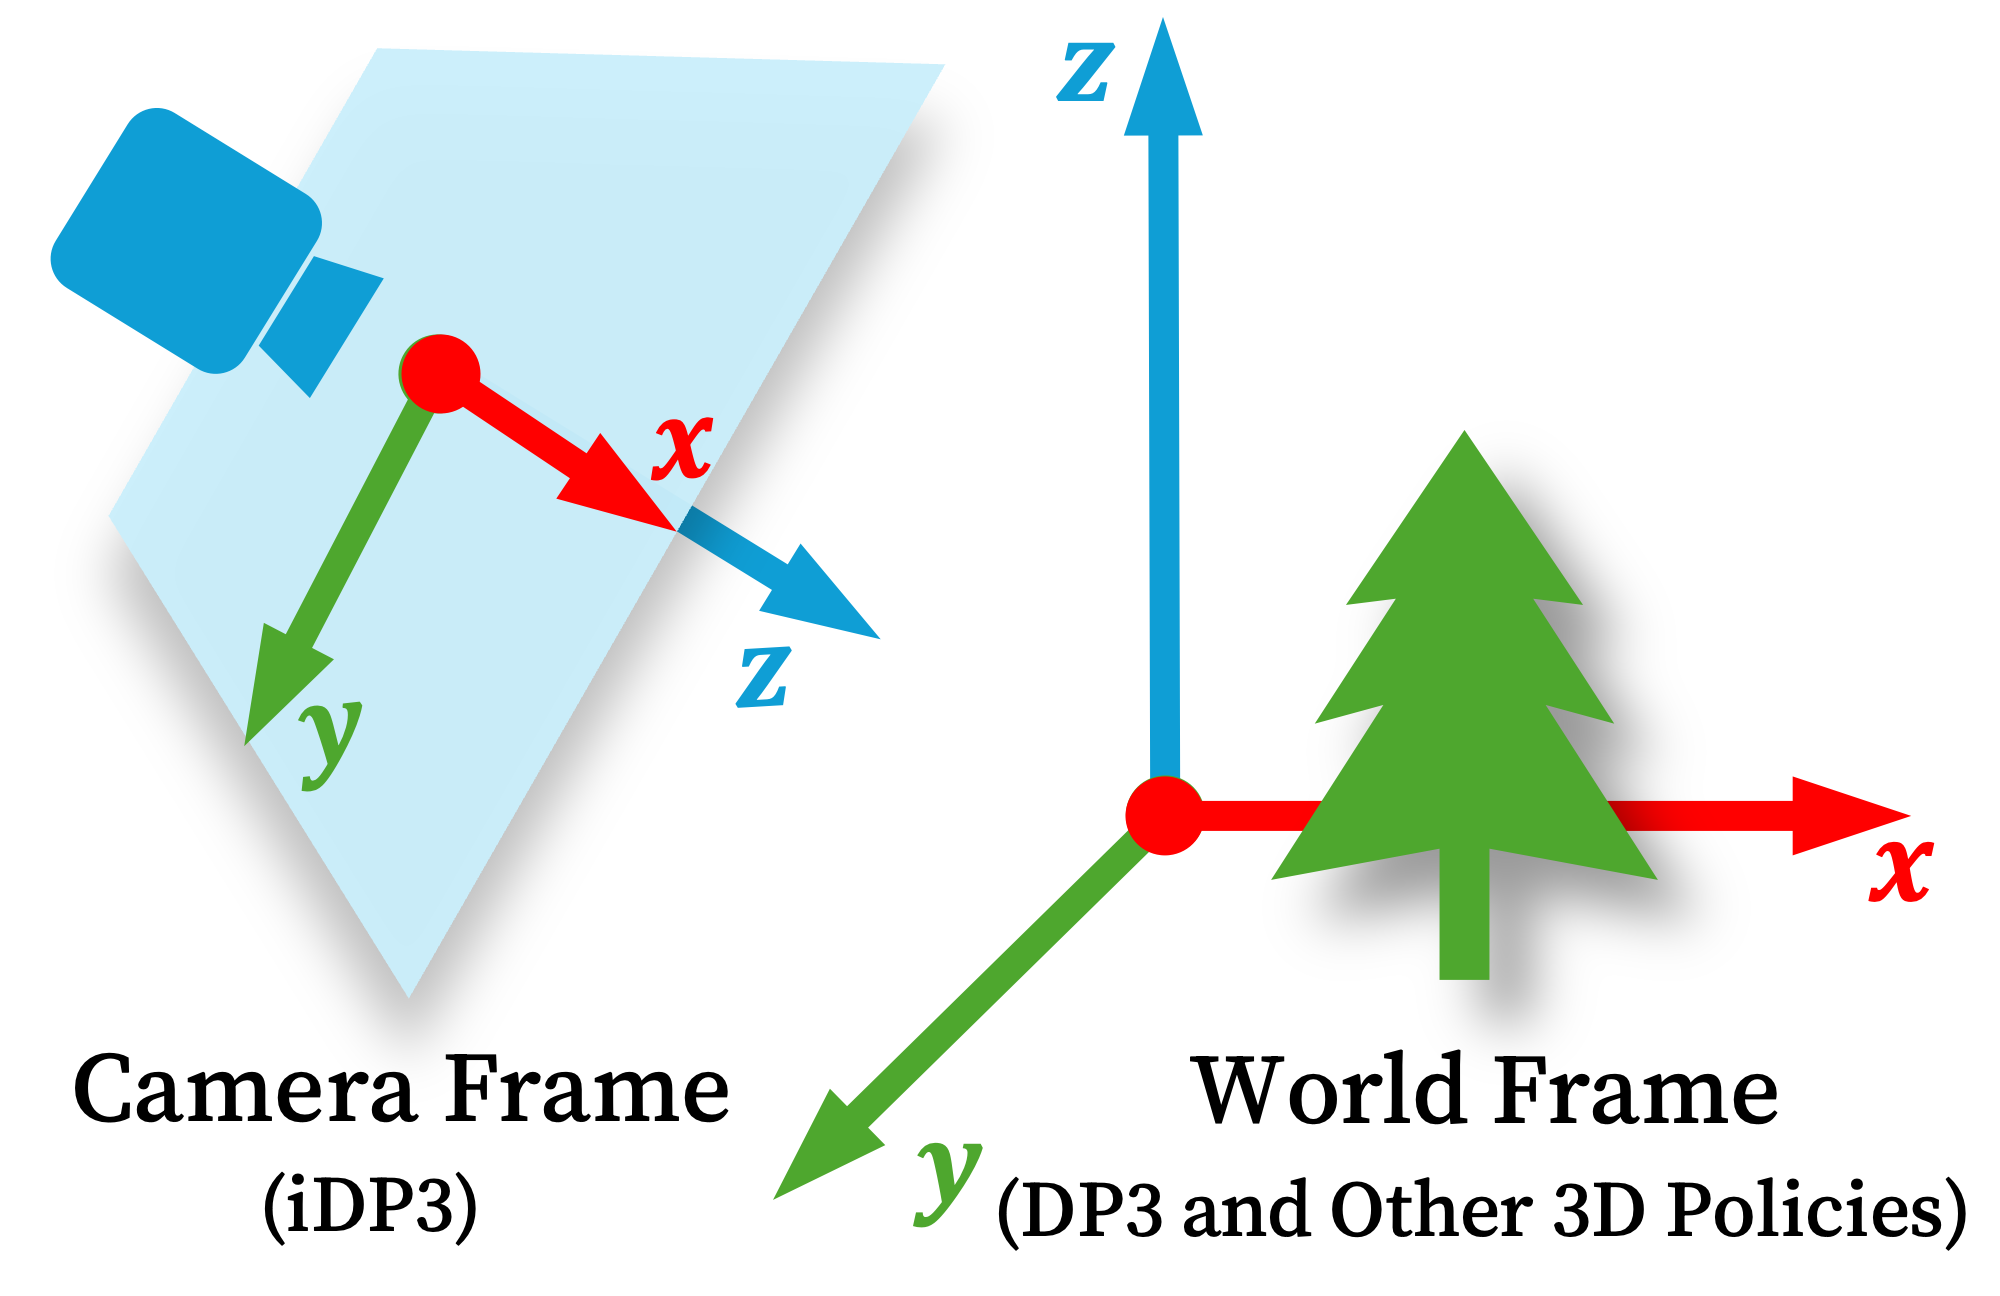 z
x
z
y
x
y
Camera Frame
(iDP3)
World Frame
(DP3 and Other 3D Policies)